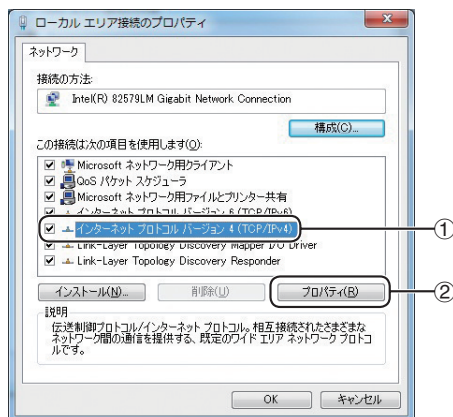 ローカル エリア接続のプロパティ
ネットワーク
接続の方法:
Intel(R) 82579LM Gigabit Network Connection
構成(C)...
この接続は次の項目を使用します(O):
Microsoft ネットワーク用クライアント
QoS パケット スケジューラ
Microsoft ネットワーク用ファイルとプリンター共有
インターネット プロトコル バージョン 6 (TCP/IPv6)
インターネット プロトコル バージョン 4 (TCP/IPv4)
①
Link-Layer Topology Discovery Mapper I/O Driver
Link-Layer Topology Discovery Responder
インストール(N)...
削除(U)
プロパティ(R)
②
説明
伝送制御プロトコル/インターネット プロトコル。相互接続されたさまざまな
ネットワーク間の通信を提供する、既定のワイド エリア ネットワーク プロトコ
ルです。
OK
キャンセル